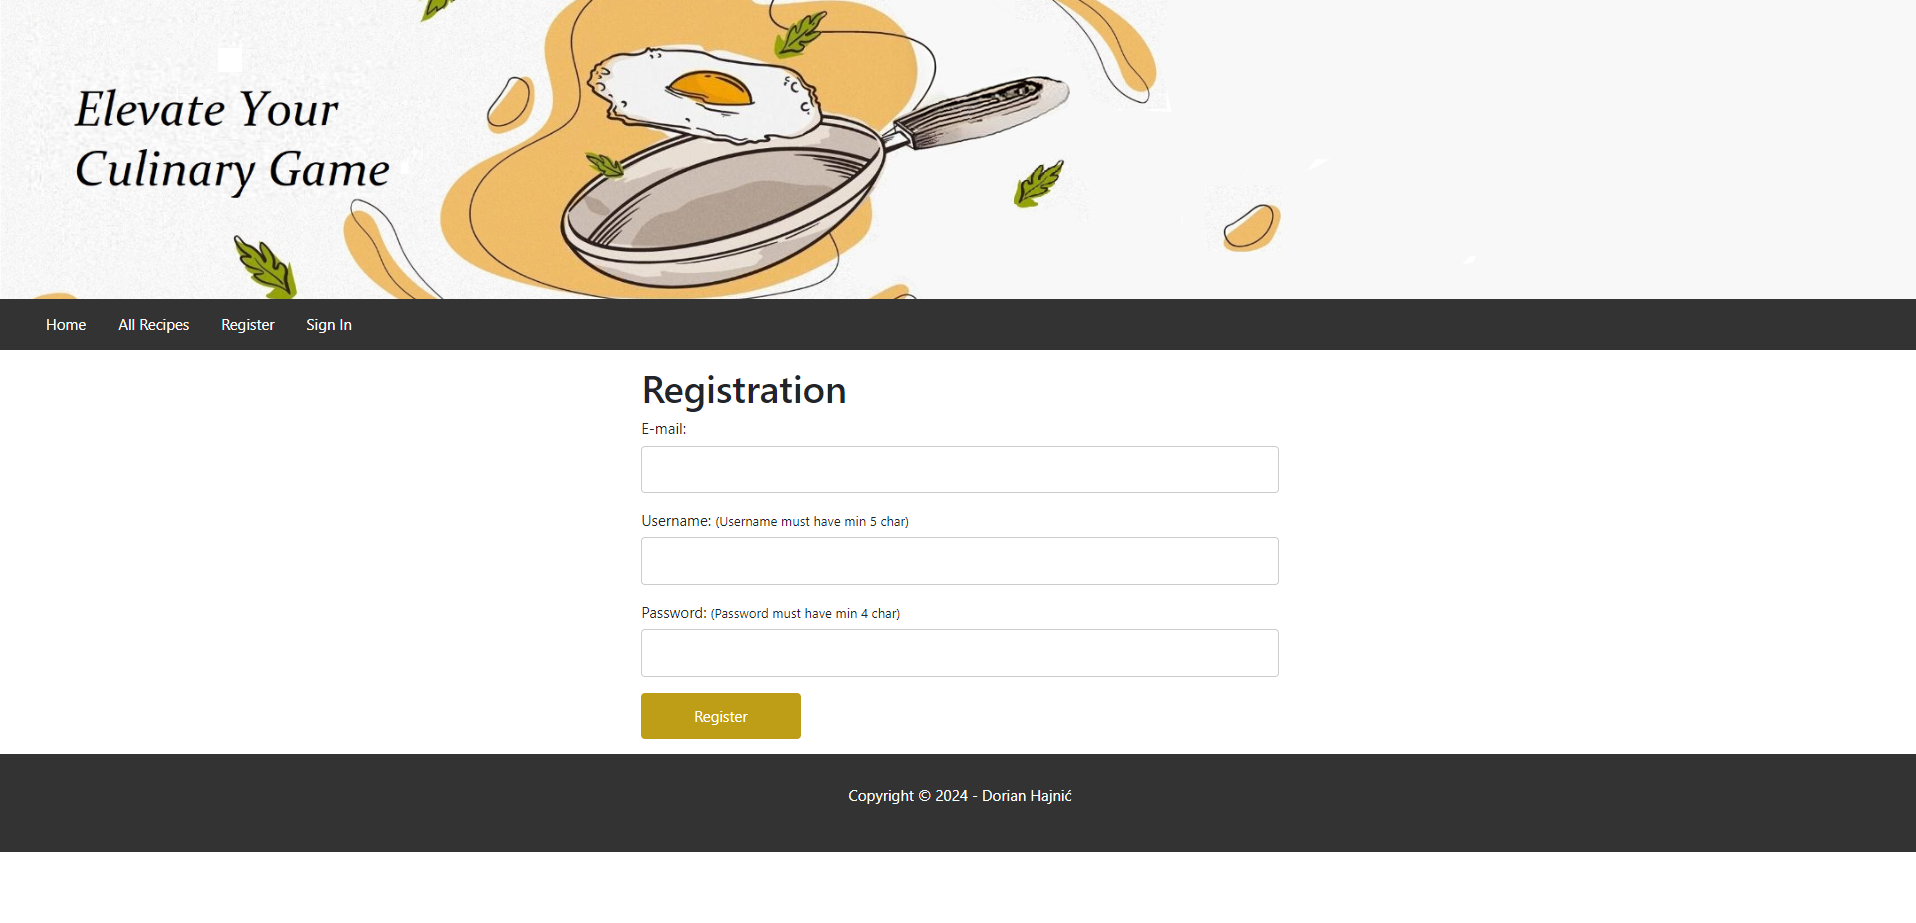 Elevate Your
Culinary Game
Home All Recipes Register Sign In
Registration
E-mail:
Username: (Username must have min 5 char)
Password: (Password must have min 4 char)
Register
Copyright © 2024 - Dorian Hajnić